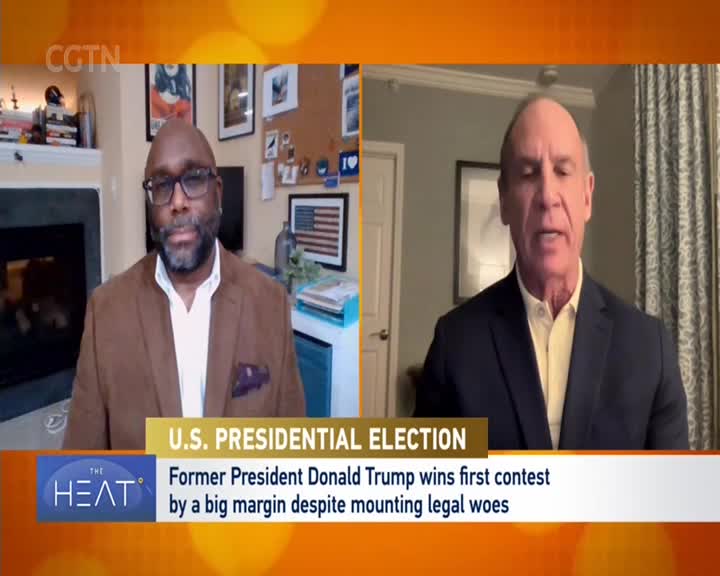 CGTN
I
U.S. PRESIDENTIAL ELECTION
THE
HEAT
Former President Donald Trump wins first contest
by a big margin despite mounting legal woes